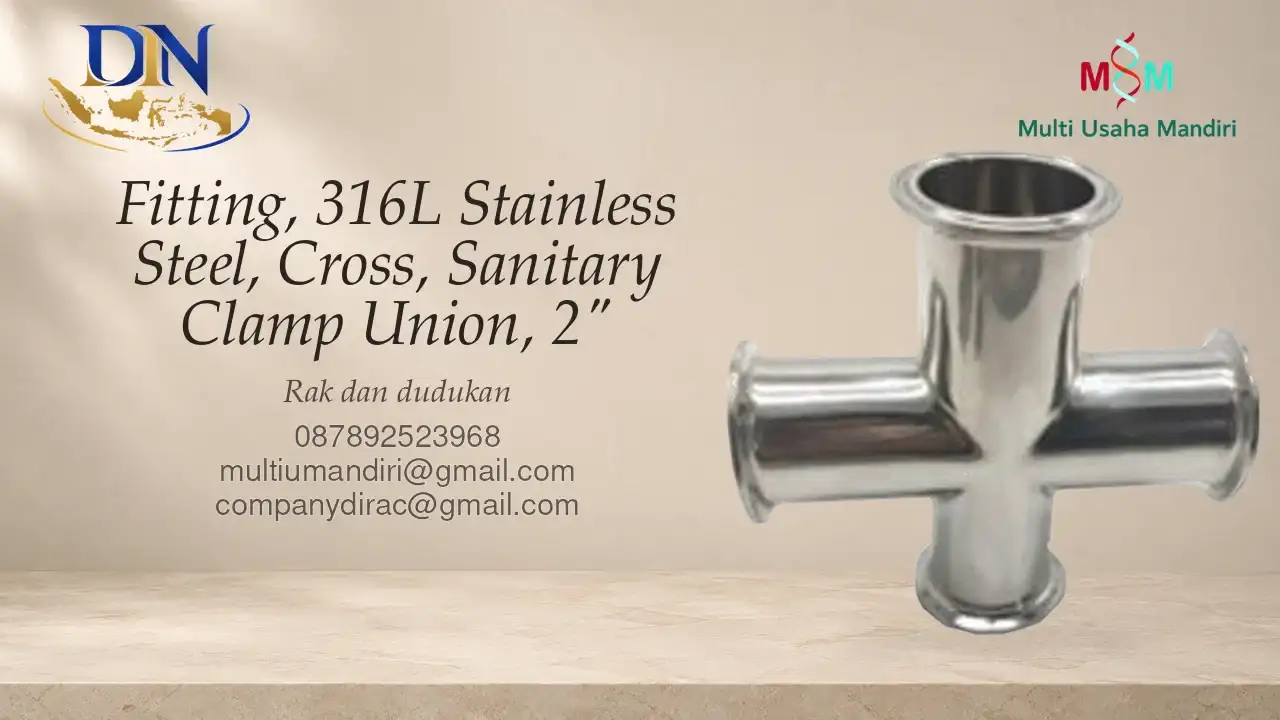 DIN
MSM
Multi Usaha Mandiri
Fitting, 316L Stainless
Steel, Cross, Sanitary
Clamp Union, 2"
Rak dan dudukan
087892523968
multiumandiri@gmail.com
companydirac@gmail.com